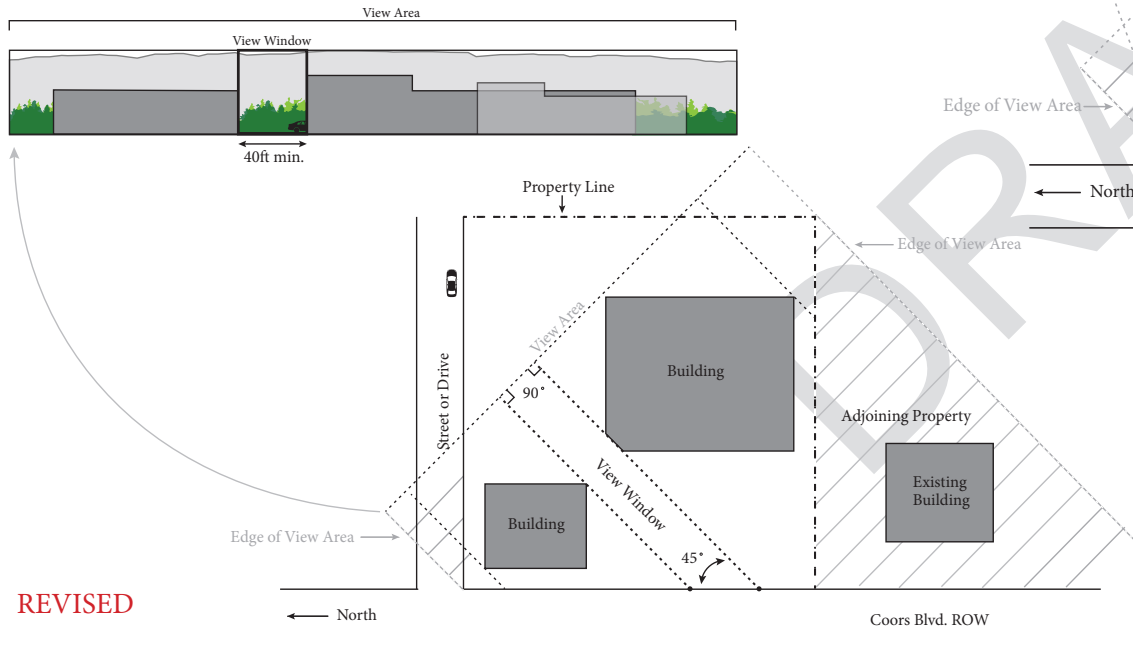 View Area
View Window
40ft min.
Edge of View Area
North
Property Line
Edge of View Area
View Area
Street or Drive
90°
Building
Adjoining Property
View Window
Existing
Building
Building
Edge of View Area
45°
REVISED
North
Coors Blvd. ROW
DRA